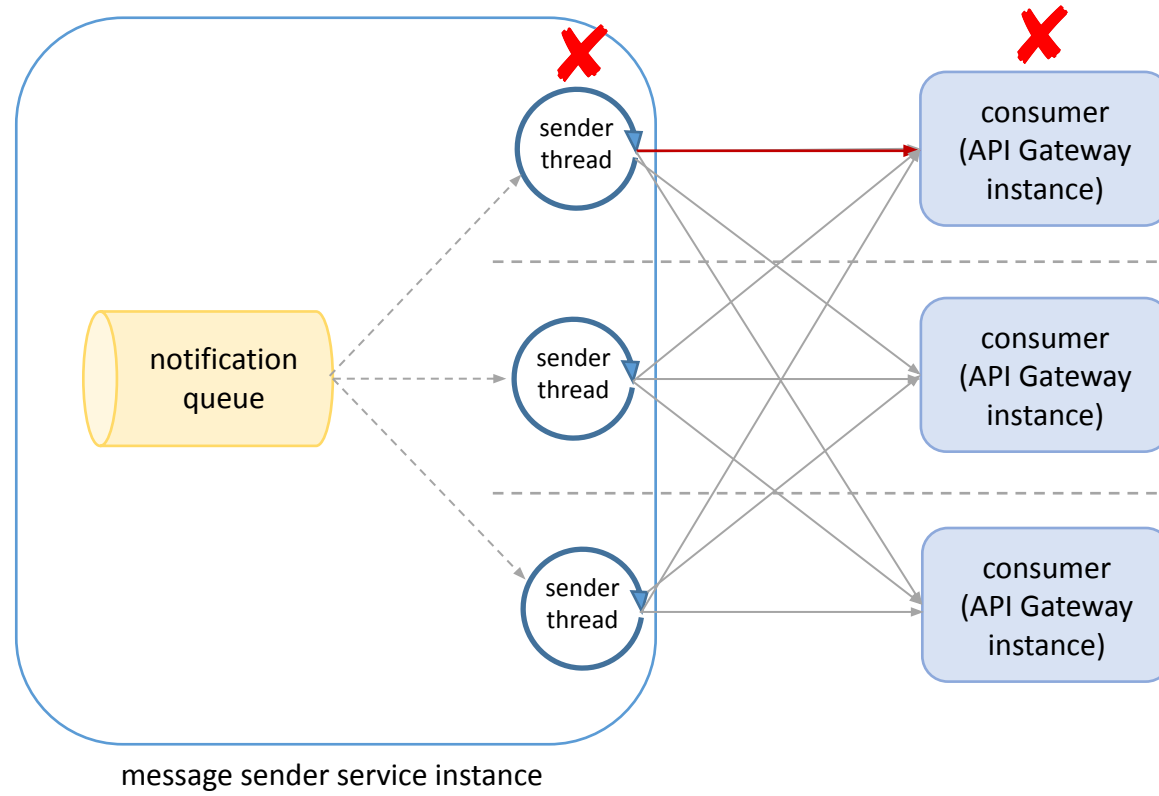 sender
thread
consumer
(API Gateway
instance)
notification
queue
sender
thread
consumer
(API Gateway
instance)
sender
thread
consumer
(API Gateway
instance)
message sender service instance